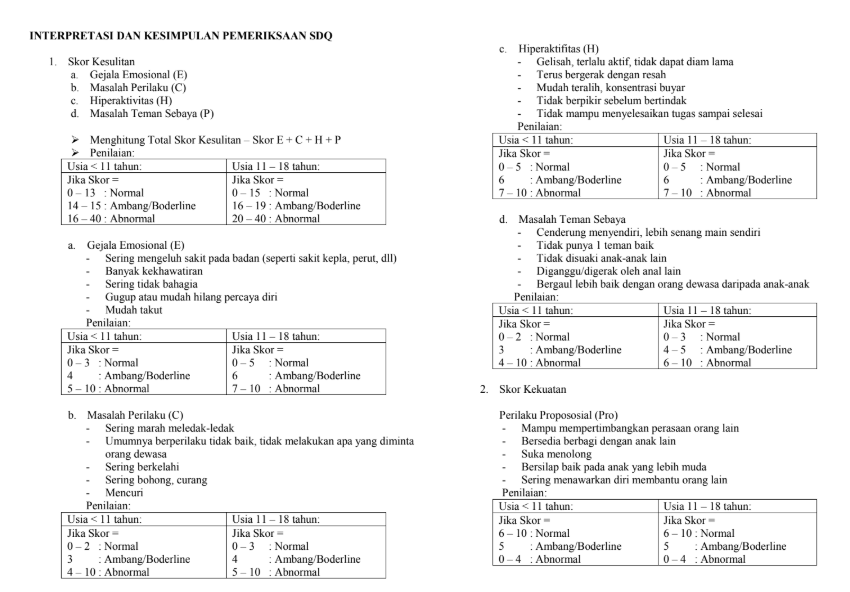 INTERPRETASI DAN KESIMPULAN PEMERIKSAAN SDQ
1. Skor Kesulitan
a. Gejala Emosional (E)
b. Masalah Perilaku (C)
c. Hiperaktivitas (H)
d. Masalah Teman Sebaya (P)
➢ Menghitung Total Skor Kesulitan – Skor E + C + H + P
➢ Penilaian:
Usia < 11 tahun: Usia 11 – 18 tahun:
Jika Skor = Jika Skor =
0 – 13 : Normal 0 – 15 : Normal
14 – 15 : Ambang/Boderline 16 – 19 : Ambang/Boderline
16 – 40 : Abnormal 20 – 40 : Abnormal
a. Gejala Emosional (E)
- Sering mengeluh sakit pada badan (seperti sakit kepla, perut, dll)
- Banyak kekhawatiran
- Sering tidak bahagia
- Gugup atau mudah hilang percaya diri
- Mudah takut
Penilaian:
Usia < 11 tahun: Usia 11 – 18 tahun:
Jika Skor = Jika Skor =
0 – 3 : Normal 0 – 5 : Normal
4 : Ambang/Boderline 6 : Ambang/Boderline
5 – 10 : Abnormal 7 – 10 : Abnormal
b. Masalah Perilaku (C)
- Sering marah meledak-ledak
- Umumnya berperilaku tidak baik, tidak melakukan apa yang diminta
orang dewasa
- Sering berkelahi
- Sering bohong, curang
- Mencuri
Penilaian:
Usia < 11 tahun: Usia 11 – 18 tahun:
Jika Skor = Jika Skor =
0 – 2 : Normal 0 – 3 : Normal
3 : Ambang/Boderline 4 : Ambang/Boderline
4 – 10 : Abnormal 5 – 10 : Abnormal
c. Hiperaktifitas (H)
- Gelisah, terlalu aktif, tidak dapat diam lama
- Terus bergerak dengan resah
- Mudah teralih, konsentrasi buyar
- Tidak berpikir sebelum bertindak
- Tidak mampu menyelesaikan tugas sampai selesai
Penilaian:
Usia < 11 tahun: Usia 11 – 18 tahun:
Jika Skor = Jika Skor =
0 – 5 : Normal 0 – 5 : Normal
6 : Ambang/Boderline 6 : Ambang/Boderline
7 – 10 : Abnormal 7 – 10 : Abnormal
d. Masalah Teman Sebaya
- Cenderung menyendiri, lebih senang main sendiri
- Tidak punya 1 teman baik
- Tidak disuaki anak-anak lain
- Diganggu/digerak oleh anal lain
- Bergaul lebih baik dengan orang dewasa daripada anak-anak
Penilaian:
Usia < 11 tahun: Usia 11 – 18 tahun:
Jika Skor = Jika Skor =
0 – 2 : Normal 0 – 3 : Normal
3 : Ambang/Boderline 4 – 5 : Ambang/Boderline
4 – 10 : Abnormal 6 – 10 : Abnormal
2. Skor Kekuatan
Perilaku Propososial (Pro)
- Mampu mempertimbangkan perasaan orang lain
- Bersedia berbagi dengan anak lain
- Suka menolong
- Bersilap baik pada anak yang lebih muda
- Sering menawarkan diri membantu orang lain
Penilaian:
Usia < 11 tahun: Usia 11 – 18 tahun:
Jika Skor = Jika Skor =
6 – 10 : Normal 6 – 10 : Normal
5 : Ambang/Boderline 5 : Ambang/Boderline
0 – 4 : Abnormal 0 – 4 : Abnormal